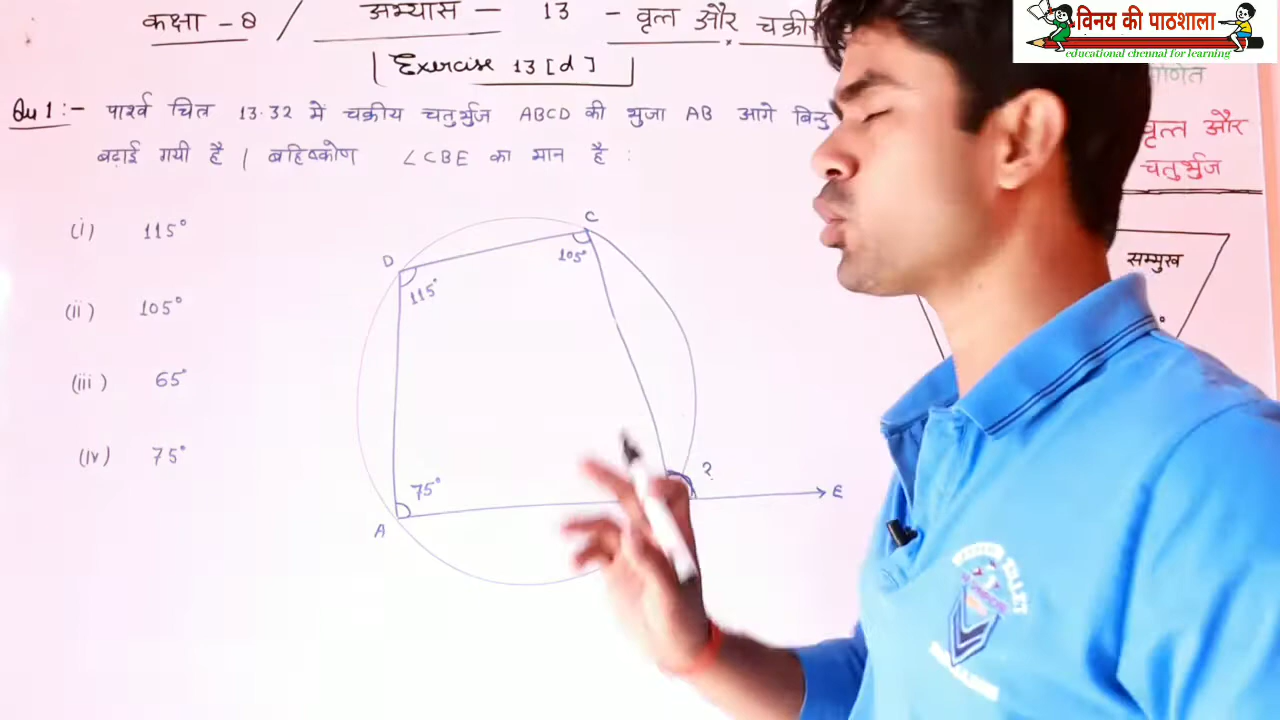 कक्षा - 8 / अभ्यास - 13 - वृत्त और चक्रीय
Exercise 13 [d]
Qu 1:- पार्श्व चित्र 13.32 में चक्रीय चतुर्भुज ABCD की भुजा AB आगे बिन्दु
बढ़ाई गयी है | बहिष्कोण ∠CBE का मान है :
(i) 115°
(ii) 105°
(iii) 65°
(iv) 75°
D
C
115°
105°
75°
A
?
E
विनय की पाठशाला
educational chennal for learning
गणित
वृत्त और
चतुर्भुज
सम्मुख